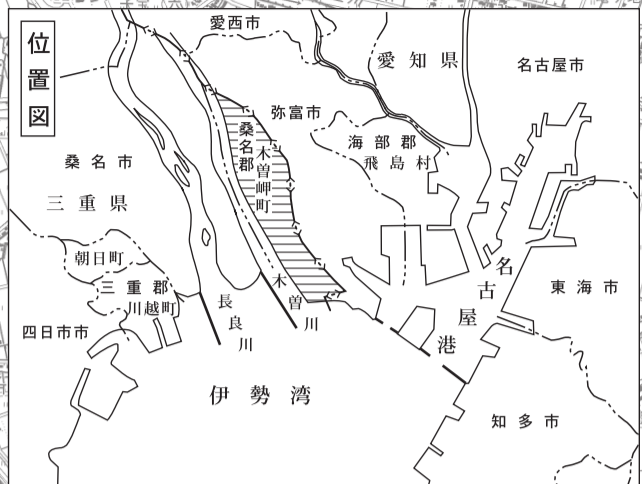 位置図
愛西市
愛知県
名古屋市
弥富市
桑名郡
木曽岬町
海部郡
飛島村
桑名市
三重県
朝日町
三重郡
川越町
四日市市
長良川
木曽川
名古屋港
東海市
伊勢湾
知多市